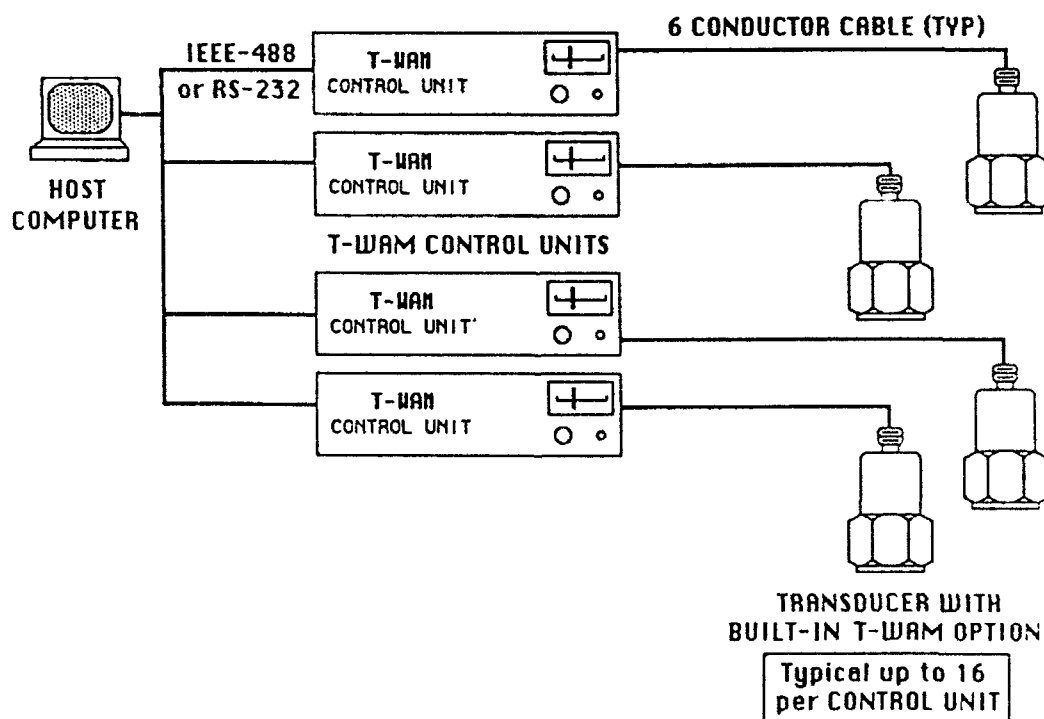 6 CONDUCTOR CABLE (TYP)
IEEE-488
or RS-232
T-WAM
CONTROL UNIT
T-WAM
CONTROL UNIT
HOST
COMPUTER
T-WAM CONTROL UNITS
T-WAM
CONTROL UNIT
T-WAM
CONTROL UNIT
TRANSDUCER WITH
BUILT-IN T-WAM OPTION
Typical up to 16
per CONTROL UNIT